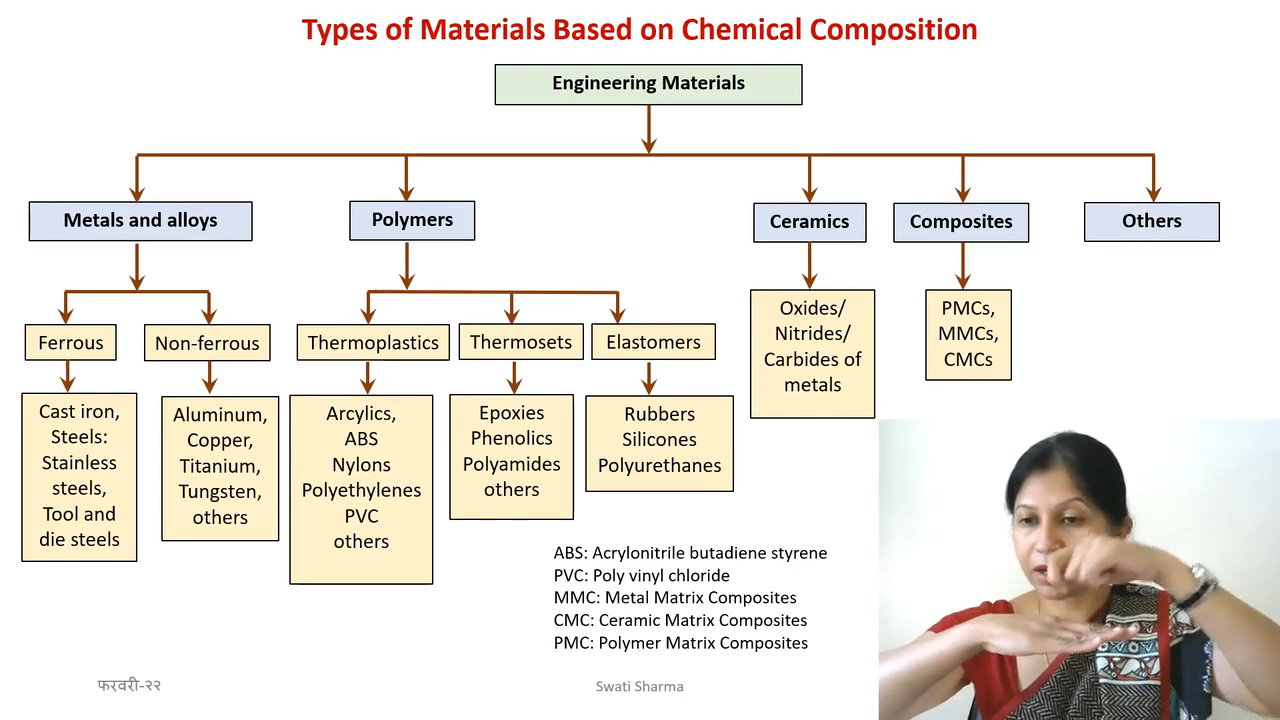 Types of Materials Based on Chemical Composition
Engineering Materials
Metals and alloys
Polymers
Ceramics
Composites
Others
Ferrous
Non-ferrous
Thermoplastics
Thermosets
Elastomers
Cast iron,
Steels:
Stainless
steels,
Tool and
die steels
Aluminum,
Copper,
Titanium,
Tungsten,
others
Arcylics,
ABS
Nylons
Polyethylenes
PVC
others
Epoxies
Phenolics
Polyamides
others
Rubbers
Silicones
Polyurethanes
Oxides/
Nitrides/
Carbides of
metals
PMCs,
MMCs,
CMCs
ABS: Acrylonitrile butadiene styrene
PVC: Poly vinyl chloride
MMC: Metal Matrix Composites
CMC: Ceramic Matrix Composites
PMC: Polymer Matrix Composites
फरवरी-२२
Swati Sharma